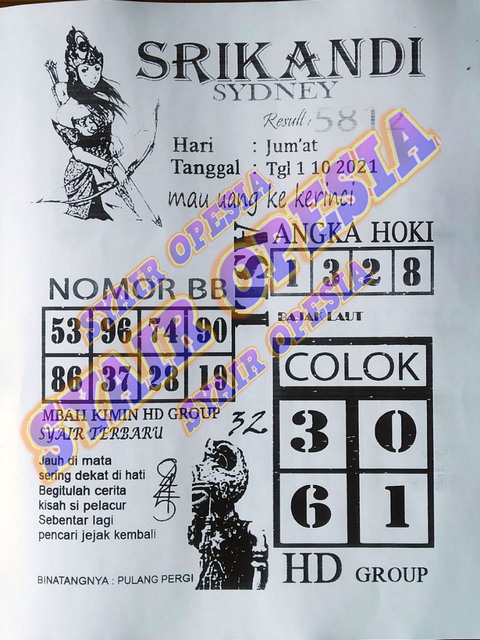 SRIKANDI
SYDNEY
Result : 5812
Hari : Jum'at
Tanggal : Tgl 1 10 2021
mau uang ke kerinci
ANGKA HOKI
1 3 2 8
PAJAK LAUT
NOMOR BB
53 96 74 90
86 37 28 19
MBAH KIMIN HD GROUP
SYAIR TERBARU
32
COLOK
3 0
6 1
Jauh di mata
sering dekat di hati
Begitulah cerita
kisah si pelacur
Sebentar lagi
pencari jejak kembali
BINATANGNYA : PULANG PERGI
HD GROUP
SYAIR OPESIA
SYAIR OPESIA
SYAIR OPESIA